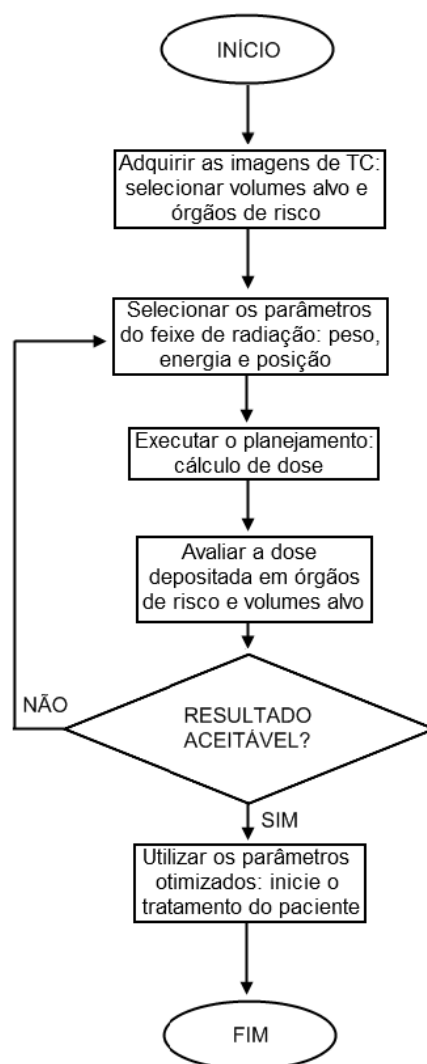 INÍCIO
Adquirir as imagens de TC:
selecionar volumes alvo e
órgãos de risco
Selecionar os parâmetros
do feixe de radiação: peso,
energia e posição
Executar o planejamento:
cálculo de dose
Avaliar a dose
depositada em órgãos
de risco e volumes alvo
NÃO
RESULTADO
ACEITÁVEL?
SIM
Utilizar os parâmetros
otimizados: inicie o
tratamento do paciente
FIM